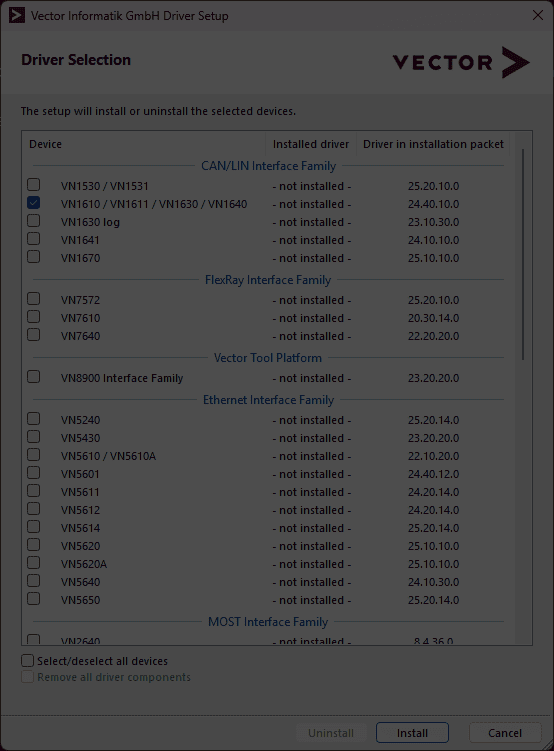 Vector Informatik GmbH Driver Setup
Driver Selection
VECTOR
The setup will install or uninstall the selected devices.
Device Installed driver Driver in installation packet
CAN/LIN Interface Family
VN1530 / VN1531 - not installed - 25.20.10.0
VN1610 / VN1611 / VN1630 / VN1640 - not installed - 24.40.10.0
VN1630 log - not installed - 23.10.30.0
VN1641 - not installed - 24.10.10.0
VN1670 - not installed - 25.10.10.0
FlexRay Interface Family
VN7572 - not installed - 25.20.10.0
VN7610 - not installed - 20.30.14.0
VN7640 - not installed - 22.20.20.0
Vector Tool Platform
VN8900 Interface Family - not installed - 23.20.20.0
Ethernet Interface Family
VN5240 - not installed - 25.20.14.0
VN5430 - not installed - 23.20.20.0
VN5610 / VN5610A - not installed - 22.10.20.0
VN5601 - not installed - 24.40.12.0
VN5611 - not installed - 24.20.14.0
VN5612 - not installed - 24.20.14.0
VN5614 - not installed - 25.20.14.0
VN5620 - not installed - 25.10.10.0
VN5620A - not installed - 25.10.10.0
VN5640 - not installed - 24.10.30.0
VN5650 - not installed - 25.20.14.0
MOST Interface Family
VN2640 - not installed - 8.4.36.0
Select/deselect all devices
Remove all driver components
Uninstall Install Cancel